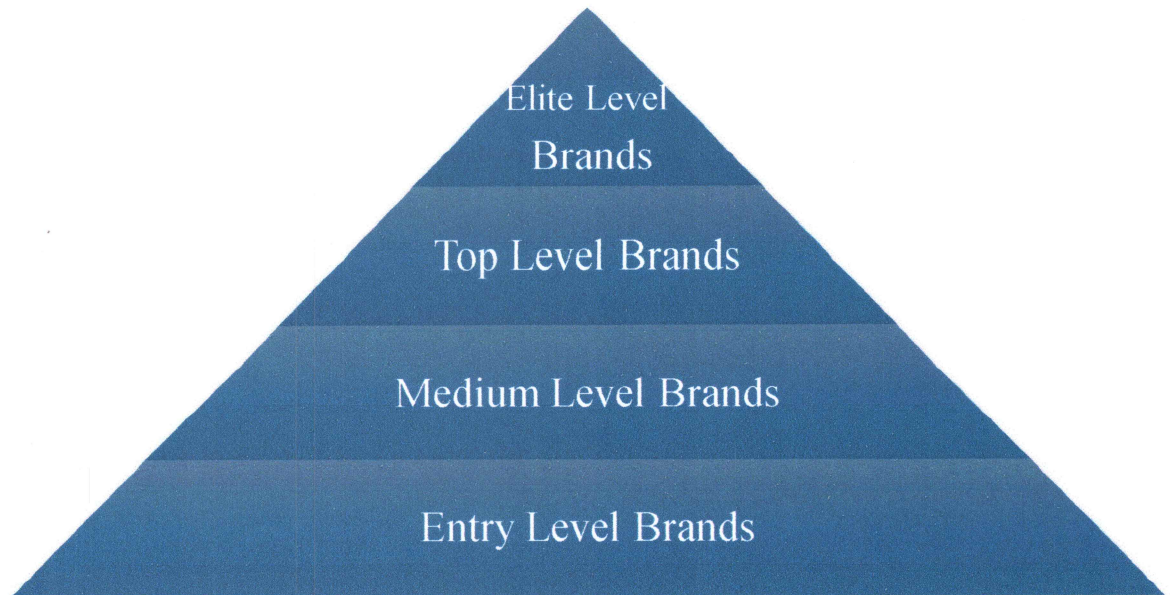 Elite Level
Brands
Top Level Brands
Medium Level Brands
Entry Level Brands